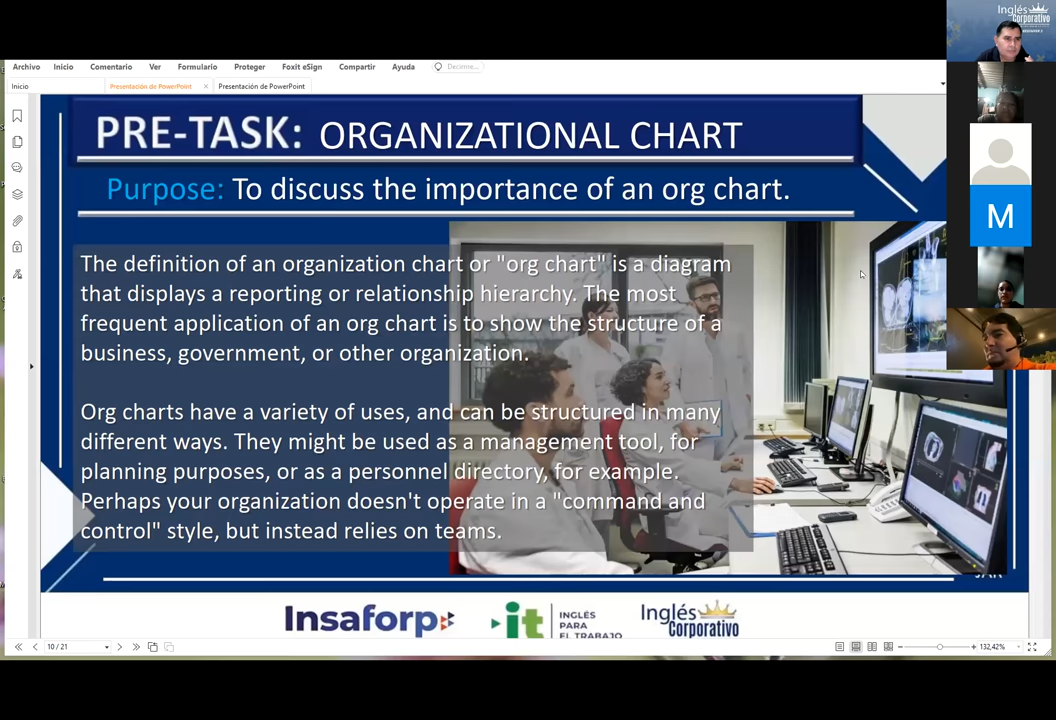 Archivo Inicio Comentario Ver Formulario Proteger Foxit eSign Compartir Ayuda Decirme...
Inicio Presentación de PowerPoint × Presentación de PowerPoint
PRE-TASK: ORGANIZATIONAL CHART
Purpose: To discuss the importance of an org chart.
The definition of an organization chart or "org chart" is a diagram
that displays a reporting or relationship hierarchy. The most
frequent application of an org chart is to show the structure of a
business, government, or other organization.
Org charts have a variety of uses, and can be structured in many
different ways. They might be used as a management tool, for
planning purposes, or as a personnel directory, for example.
Perhaps your organization doesn't operate in a "command and
control" style, but instead relies on teams.
Insaforp
it INGLÉS
PARA
EL TRABAJO
Inglés
Corporativo
10 / 21
132,42%
Inglés
Corporativo
M